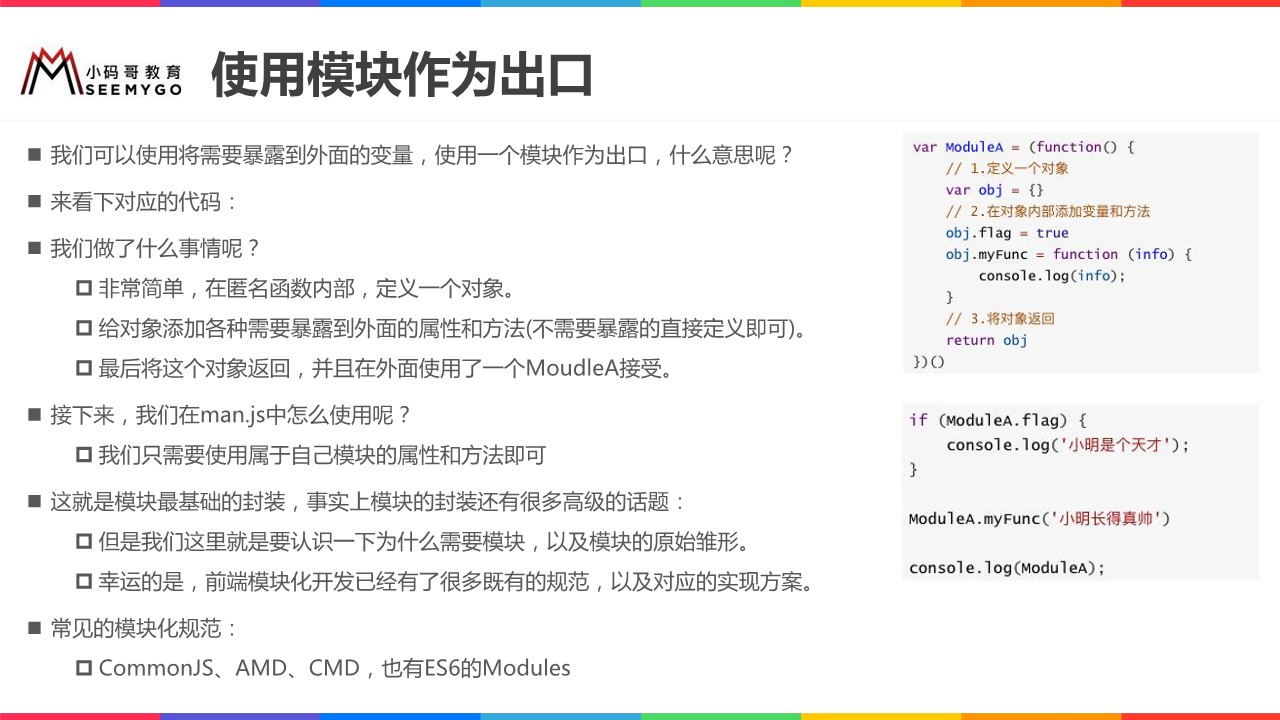 小码哥教育
SEEMYGO
使用模块作为出口
我们可以使用将需要暴露到外面的变量，使用一个模块作为出口，什么意思呢？
来看下对应的代码：
我们做了什么事情呢？
非常简单，在匿名函数内部，定义一个对象。
给对象添加各种需要暴露到外面的属性和方法(不需要暴露的直接定义即可)。
最后将这个对象返回，并且在外面使用了一个MoudleA接受。
接下来，我们在man.js中怎么使用呢？
我们只需要使用属于自己模块的属性和方法即可
这就是模块最基础的封装，事实上模块的封装还有很多高级的话题：
但是我们这里就是要认识一下为什么需要模块，以及模块的原始雏形。
幸运的是，前端模块化开发已经有了很多既有的规范，以及对应的实现方案。
常见的模块化规范：
CommonJS、AMD、CMD，也有ES6的Modules
var ModuleA = (function() {
    // 1.定义一个对象
    var obj = {}
    // 2.在对象内部添加变量和方法
    obj.flag = true
    obj.myFunc = function (info) {
        console.log(info);
    }
    // 3.将对象返回
    return obj
})()
if (ModuleA.flag) {
    console.log('小明是个天才');
}
ModuleA.myFunc('小明长得真帅')
console.log(ModuleA);